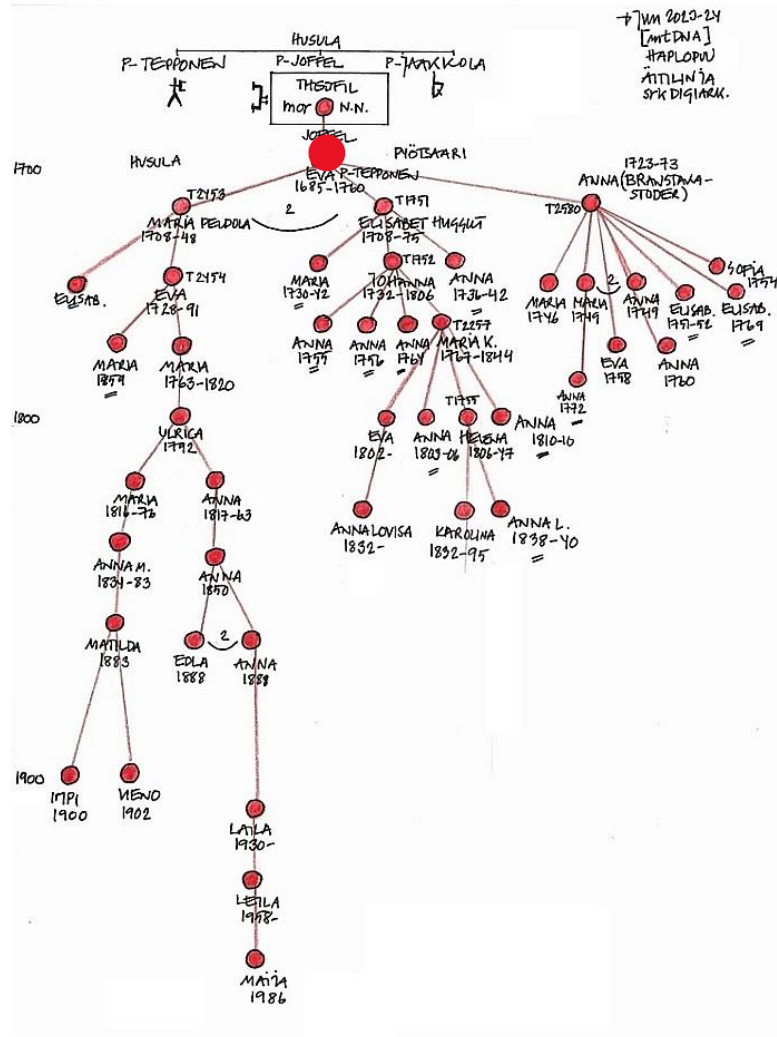 HUSULA
P-TEPPONEN P-JOFFEL P-JAAKKOLA
THEOFIL
mor N.N.
JOFFEL
2023-24
[mtDNA]
HAPLOPUU
ÄITILINJA
SRK DIGIARK.
1700
HUSULA
PYÖTSAARI
EVA P-TEPPONEN
1685-1760
T2453
MARIA PELDOLA
1708-48
2
T1751
ELISABET HUGGUT
1708-75
1723-73
ANNA (BRANSTANA-
STÖDER)
T2580
ELISAB.
T2454
EVA
1728-91
MARIA
1730-42
T1752
JOHANNA
1732-1806
ANNA
1736-42
MARIA
1746
MARIA
1749
2
ANNA
1749
ELISAB.
1751-52
SOFIA
1754
ELISAB.
1769
MARIA
1859
MARIA
1763-1820
ANNA
1755
ANNA
1756
ANNA
1764
T2257
MARIA K.
1767-1844
EVA
1758
ANNA
1760
ANNA
1772
1800
ULRICA
1792
EVA
1802-
ANNA
1803-06
T1755
HELENA
1806-47
ANNA
1810-10
MARIA
1816-76
ANNA
1817-63
ANNA LOVISA
1832-
KAROLINA
1832-95
ANNA L.
1838-40
ANNA M.
1834-83
ANNA
1850
MATILDA
1883
EDLA
1888
2
ANNA
1888
1900
IMPI
1900
VIENO
1902
LAILA
1930-
LEILA
1958-
MAIJA
1986